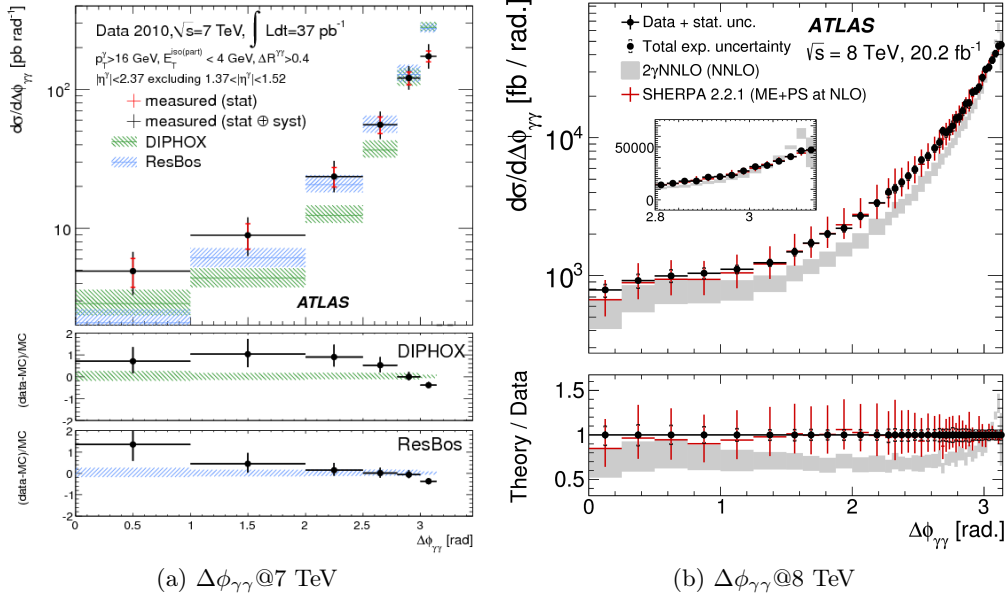 Data 2010, √s=7 TeV, ∫ Ldt=37 pb⁻¹
p_T^γ>16 GeV, E_T^iso(part) < 4 GeV, ΔR^γγ>0.4
|η^γ|<2.37 excluding 1.37<|η^γ|<1.52
measured (stat)
measured (stat ⊕ syst)
DIPHOX
ResBos
ATLAS
dσ/dΔϕ_γγ [pb rad⁻¹]
10²
10
(data-MC)/MC
DIPHOX
2
1
0
-1
-2
(data-MC)/MC
ResBos
2
1
0
-1
-2
0 0.5 1 1.5 2 2.5 3
Δϕ_γγ [rad]
(a) Δϕ_γγ@7 TeV
Data + stat. unc.
Total exp. uncertainty
2γNNLO (NNLO)
SHERPA 2.2.1 (ME+PS at NLO)
ATLAS
√s = 8 TeV, 20.2 fb⁻¹
dσ/dΔϕ_γγ [fb / rad.]
10⁴
10³
50000
0
2.8 3
Theory / Data
1.5
1
0.5
0 1 2 3
Δϕ_γγ [rad.]
(b) Δϕ_γγ@8 TeV